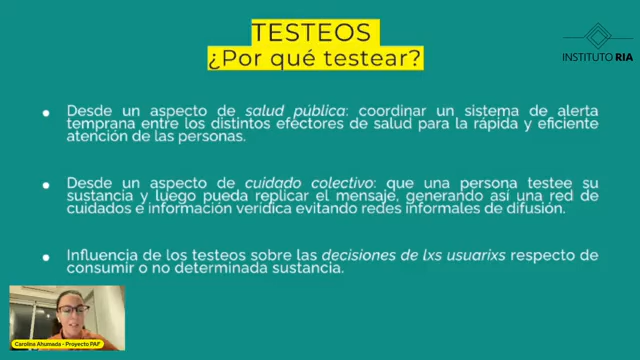 TESTEOS
¿Por qué testear?
INSTITUTO RIA
Desde un aspecto de salud pública: coordinar un sistema de alerta
temprana entre los distintos efectores de salud para la rápida y eficiente
atención de las personas.
Desde un aspecto de cuidado colectivo: que una persona testee su
sustancia y luego pueda replicar el mensaje, generando así una red de
cuidados e información verídica evitando redes informales de difusión.
Influencia de los testeos sobre las decisiones de lxs usuarixs respecto de
consumir o no determinada sustancia.
Carolina Ahumada - Proyecto PAF